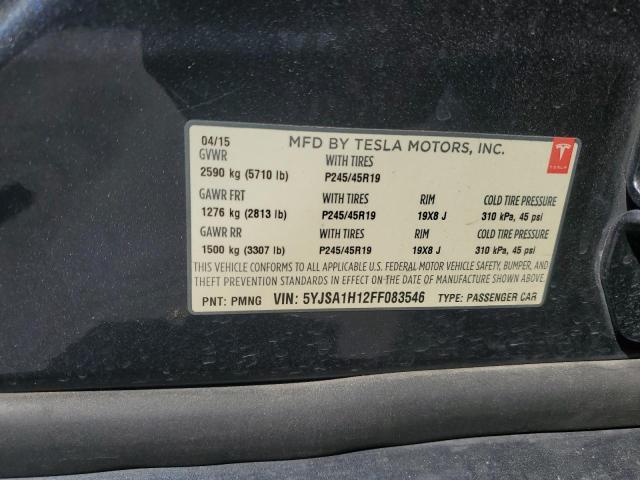 04/15 MFD BY TESLA MOTORS, INC.
GVWR WITH TIRES
2590 kg (5710 lb) P245/45R19
GAWR FRT WITH TIRES RIM COLD TIRE PRESSURE
1276 kg (2813 lb) P245/45R19 19X8 J 310 kPa, 45 psi
GAWR RR WITH TIRES RIM COLD TIRE PRESSURE
1500 kg (3307 lb) P245/45R19 19X8 J 310 kPa, 45 psi
THIS VEHICLE CONFORMS TO ALL APPLICABLE U.S. FEDERAL MOTOR VEHICLE SAFETY, BUMPER, AND
THEFT PREVENTION STANDARDS IN EFFECT ON THE DATE OF MANUFACTURE SHOWN ABOVE.
PNT: PMNG VIN: 5YJSA1H12FF083546 TYPE: PASSENGER CAR
TESLA